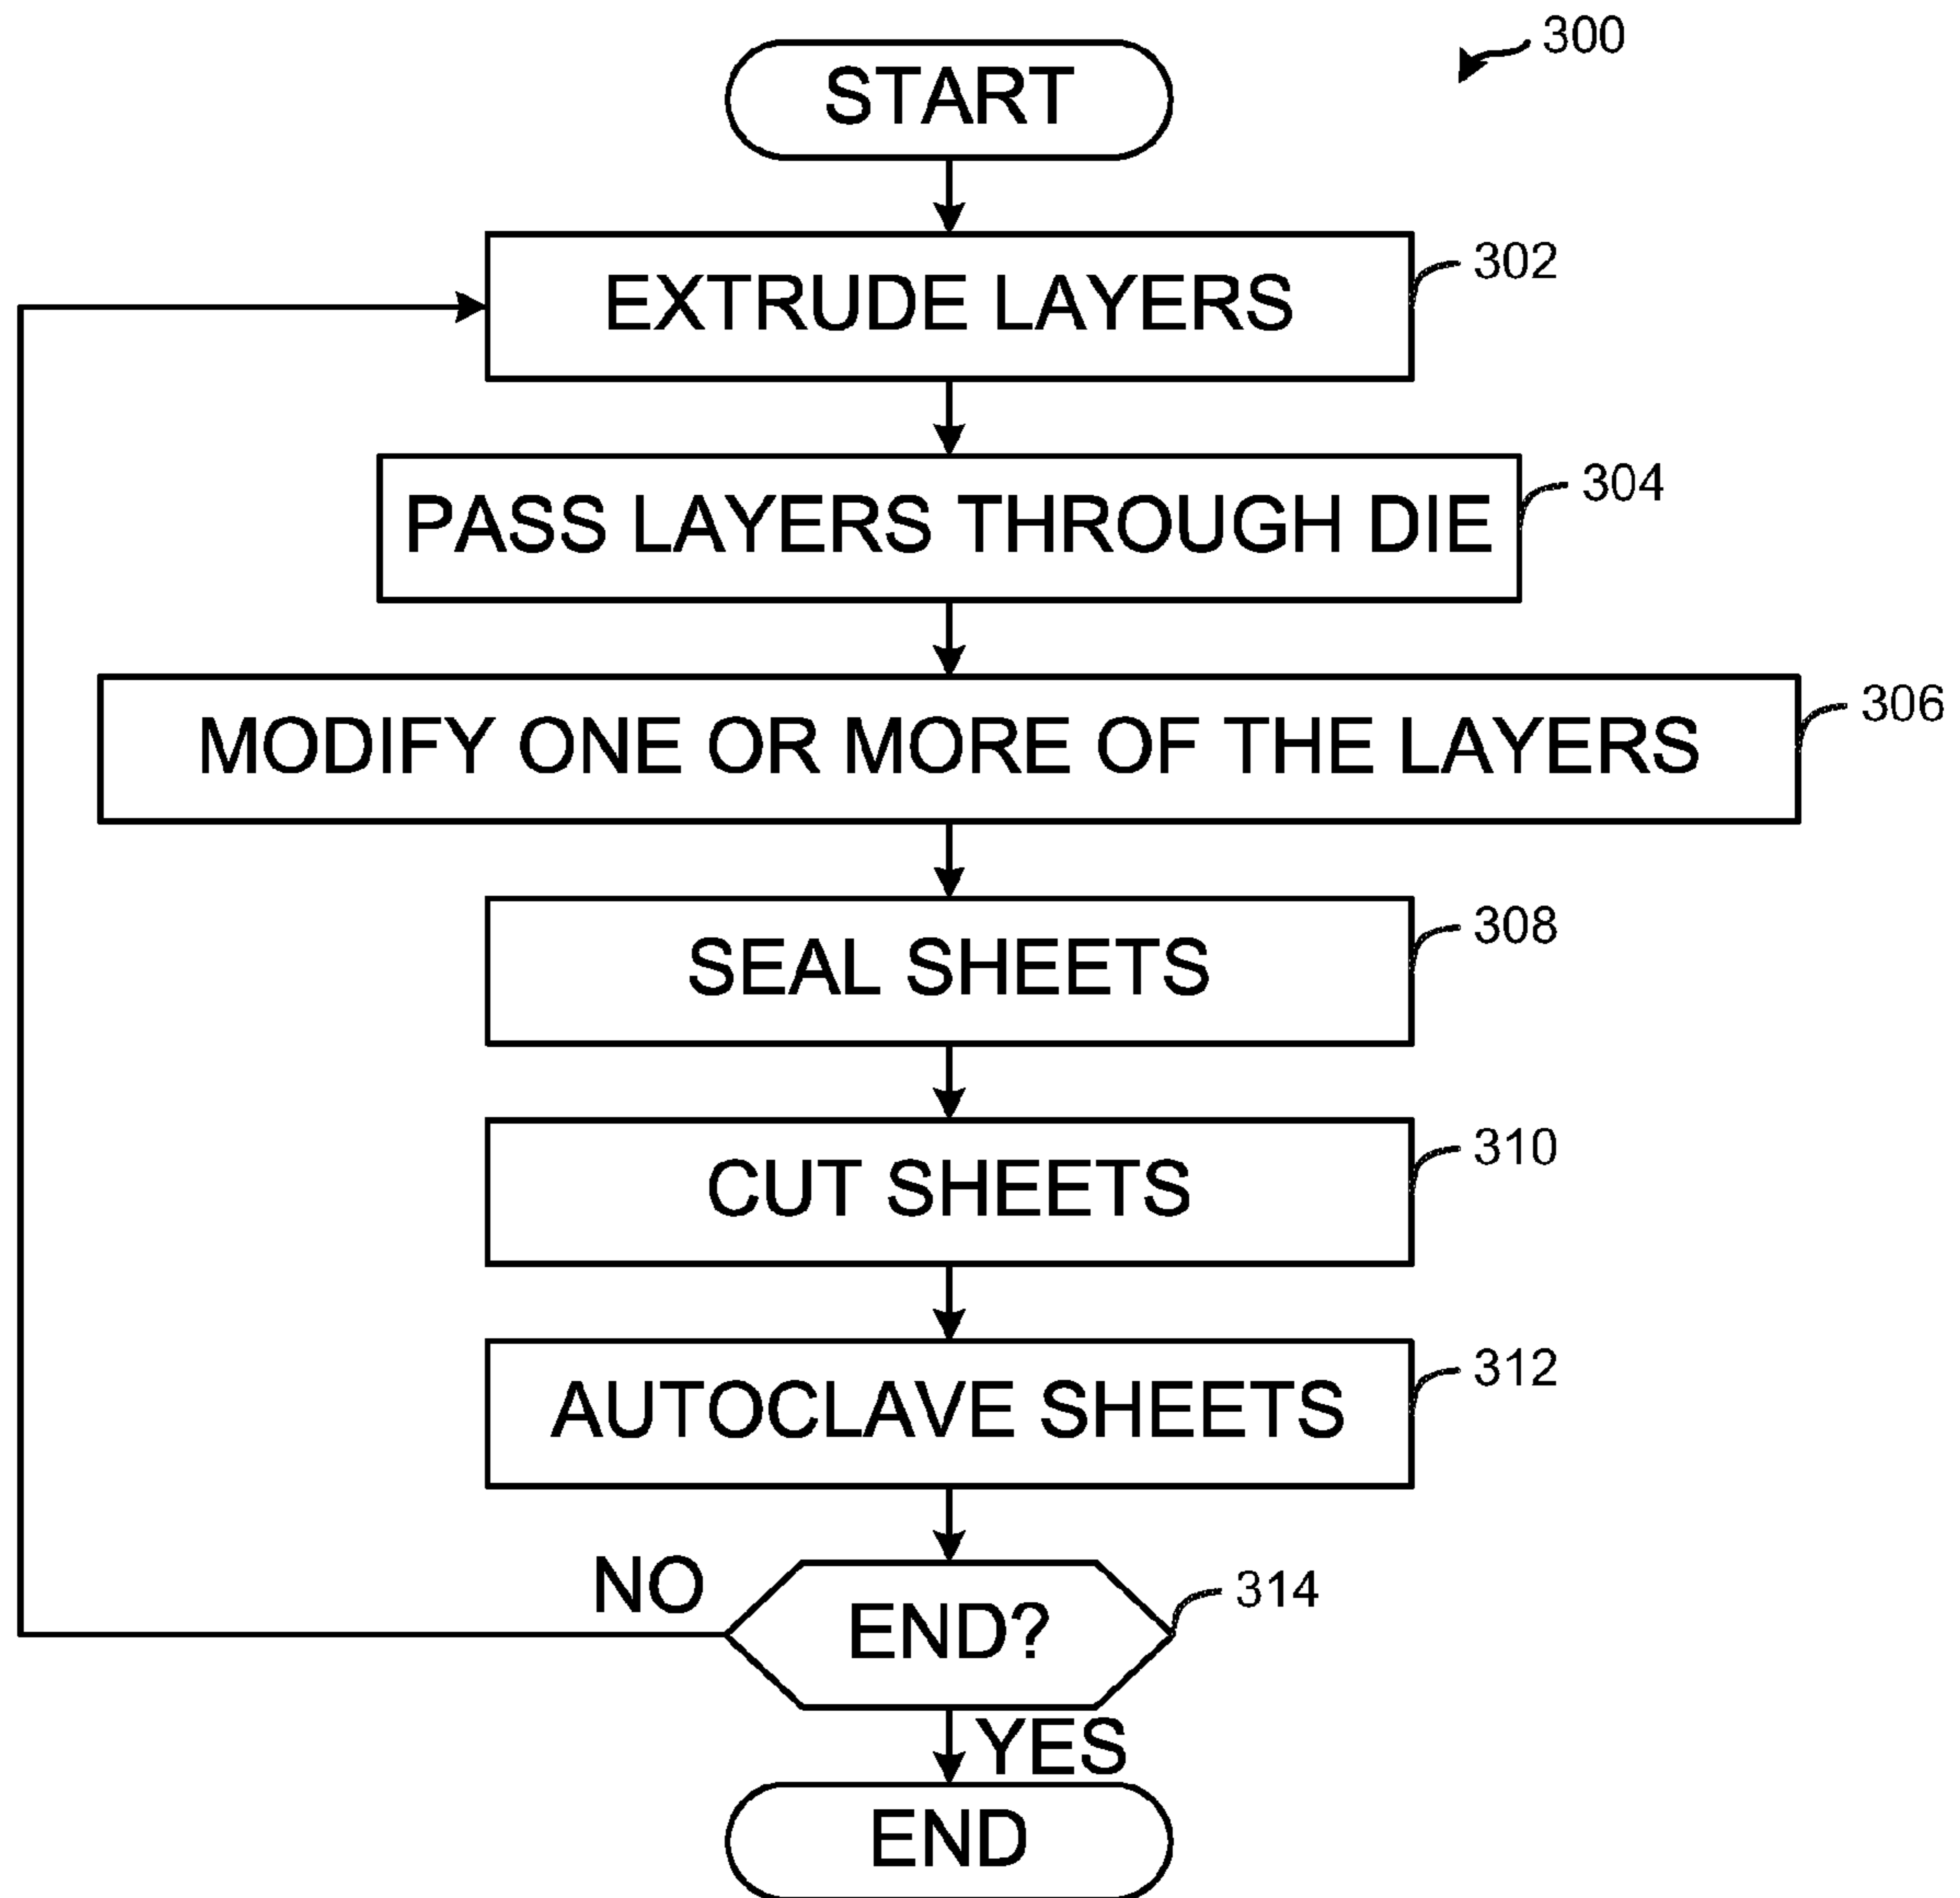 300
START
EXTRUDE LAYERS
302
PASS LAYERS THROUGH DIE
304
MODIFY ONE OR MORE OF THE LAYERS
306
SEAL SHEETS
308
CUT SHEETS
310
AUTOCLAVE SHEETS
312
NO
END?
314
YES
END